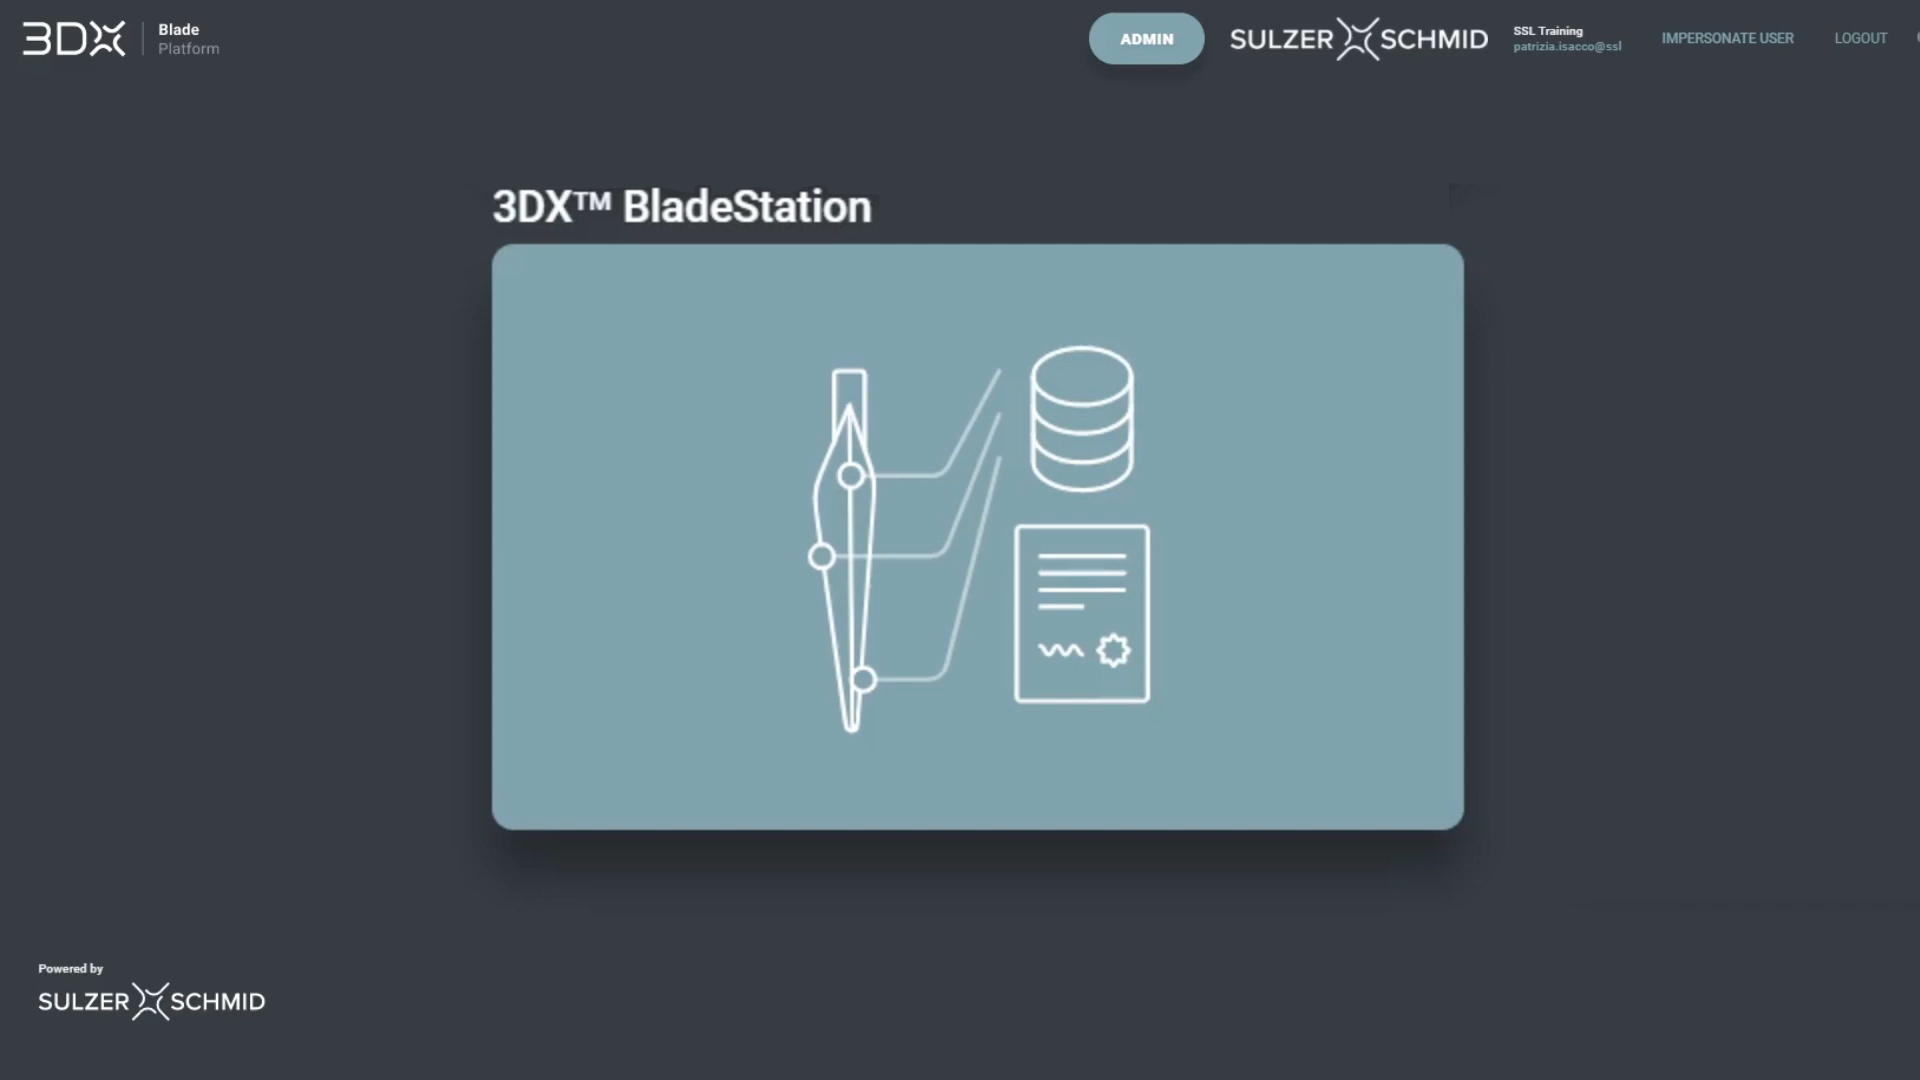 3DX
Blade
Platform
ADMIN
SULZER SCHMID
SSL Training
patrizia.isacco@ssl
IMPERSONATE USER
LOGOUT
3DX™ BladeStation
Powered by
SULZER SCHMID